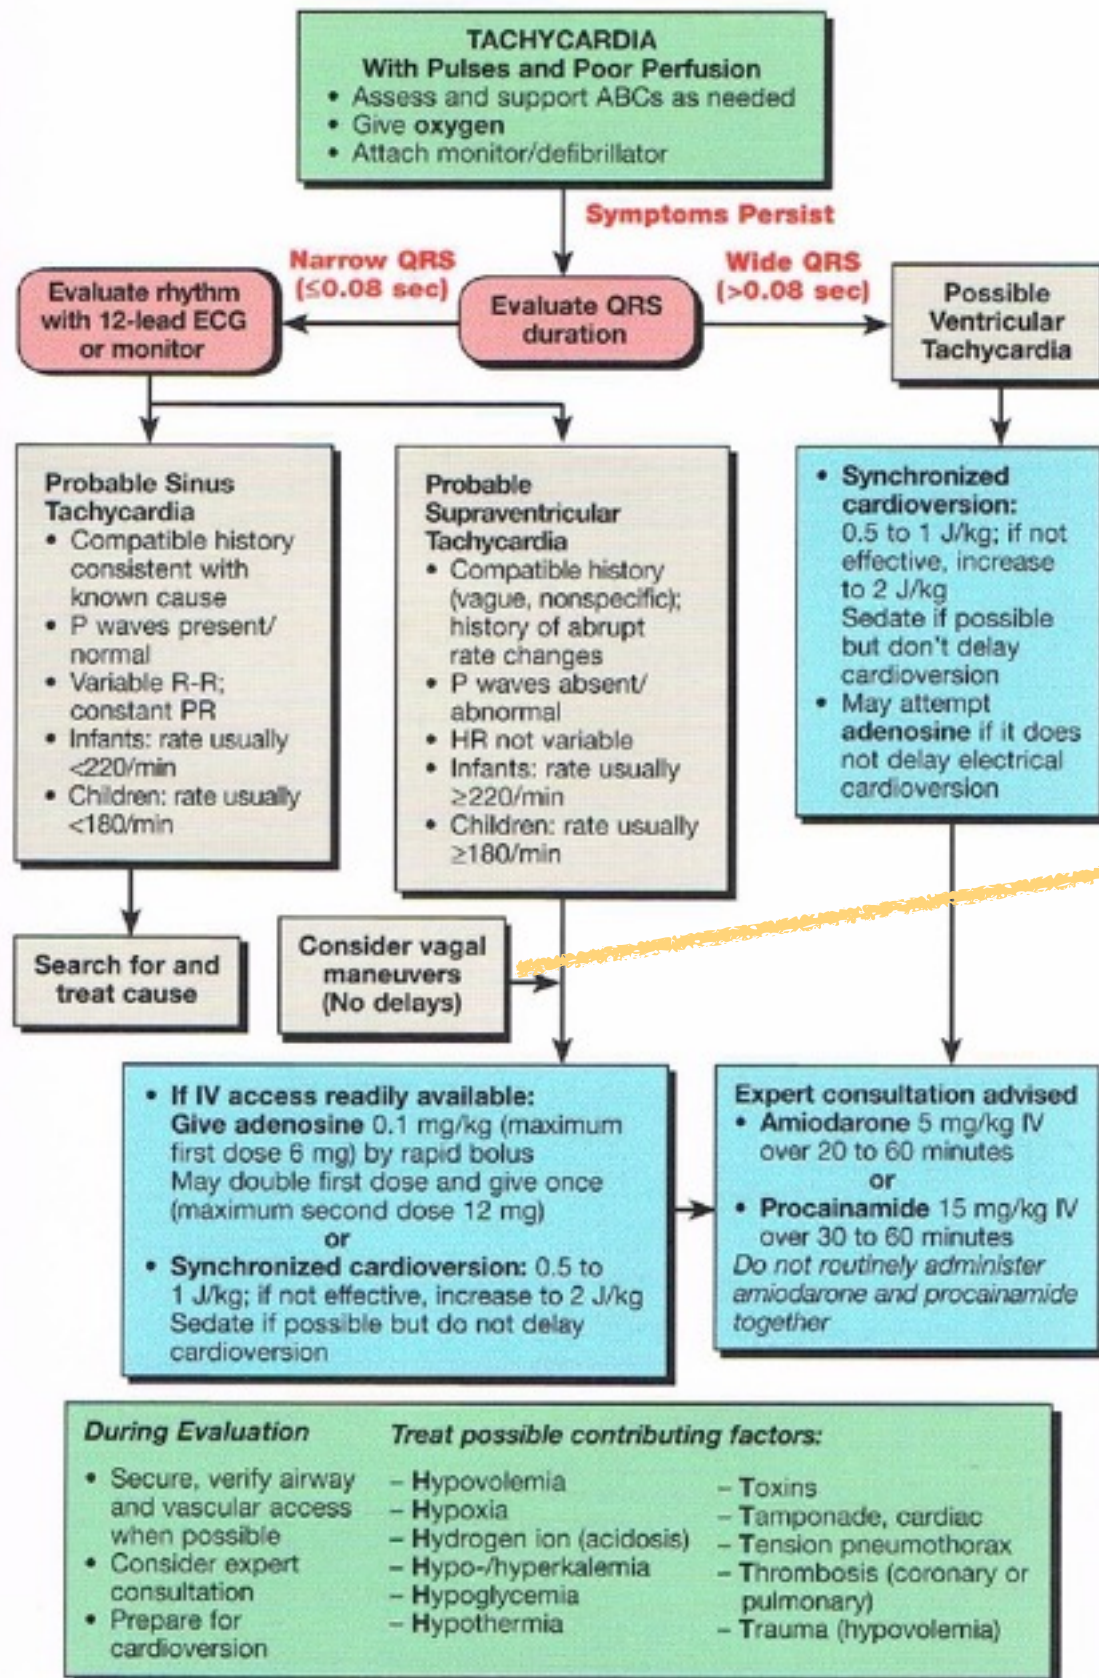 TACHYCARDIA
With Pulses and Poor Perfusion
• Assess and support ABCs as needed
• Give oxygen
• Attach monitor/defibrillator
Symptoms Persist
Narrow QRS
(≤0.08 sec)
Wide QRS
(>0.08 sec)
Evaluate rhythm
with 12-lead ECG
or monitor
Evaluate QRS
duration
Possible
Ventricular
Tachycardia
Probable Sinus
Tachycardia
• Compatible history
consistent with
known cause
• P waves present/
normal
• Variable R-R;
constant PR
• Infants: rate usually
<220/min
• Children: rate usually
<180/min
Probable
Supraventricular
Tachycardia
• Compatible history
(vague, nonspecific);
history of abrupt
rate changes
• P waves absent/
abnormal
• HR not variable
• Infants: rate usually
≥220/min
• Children: rate usually
≥180/min
• Synchronized
cardioversion:
0.5 to 1 J/kg; if not
effective, increase
to 2 J/kg
Sedate if possible
but don't delay
cardioversion
• May attempt
adenosine if it does
not delay electrical
cardioversion
Search for and
treat cause
Consider vagal
maneuvers
(No delays)
• If IV access readily available:
Give adenosine 0.1 mg/kg (maximum
first dose 6 mg) by rapid bolus
May double first dose and give once
(maximum second dose 12 mg)
or
• Synchronized cardioversion: 0.5 to
1 J/kg; if not effective, increase to 2 J/kg
Sedate if possible but do not delay
cardioversion
Expert consultation advised
• Amiodarone 5 mg/kg IV
over 20 to 60 minutes
or
• Procainamide 15 mg/kg IV
over 30 to 60 minutes
Do not routinely administer
amiodarone and procainamide
together
During Evaluation
• Secure, verify airway
and vascular access
when possible
• Consider expert
consultation
• Prepare for
cardioversion
Treat possible contributing factors:
– Hypovolemia
– Hypoxia
– Hydrogen ion (acidosis)
– Hypo-/hyperkalemia
– Hypoglycemia
– Hypothermia
– Toxins
– Tamponade, cardiac
– Tension pneumothorax
– Thrombosis (coronary or
pulmonary)
– Trauma (hypovolemia)